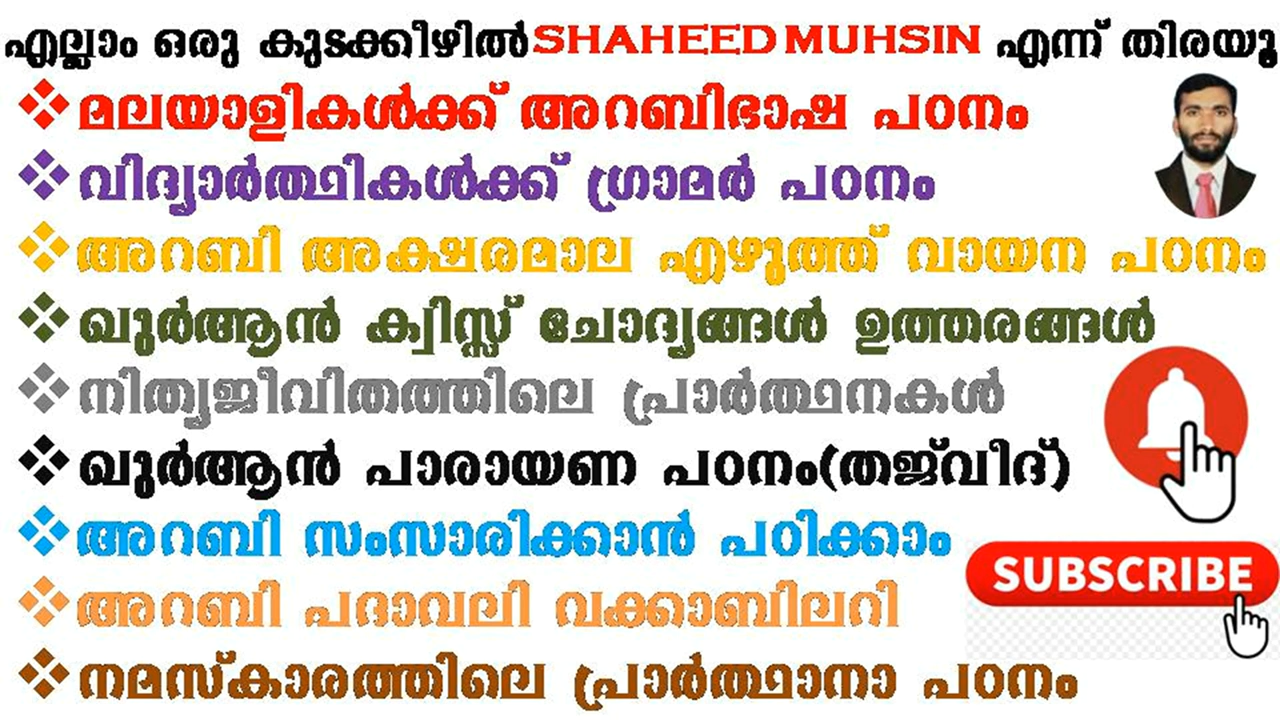 എല്ലാം ഒരു കുടക്കീഴിൽ SHAHEED MUHSIN എന്ന് തിരയൂ
മലയാളികൾക്ക് അറബിഭാഷ പഠനം
വിദ്യാർത്ഥികൾക്ക് ഗ്രാമർ പഠനം
അറബി അക്ഷരമാല എഴുത്ത് വായന പഠനം
ഖുർആൻ ക്വിസ്സ് ചോദ്യങ്ങൾ ഉത്തരങ്ങൾ
നിത്യജീവിതത്തിലെ പ്രാർത്ഥനകൾ
ഖുർആൻ പാരായണ പഠനം(തജ്‌വീദ്)
അറബി സംസാരിക്കാൻ പഠിക്കാം
SUBSCRIBE
അറബി പദാവലി വക്കാബിലറി
നമസ്കാരത്തിലെ പ്രാർത്ഥാനാ പഠനം